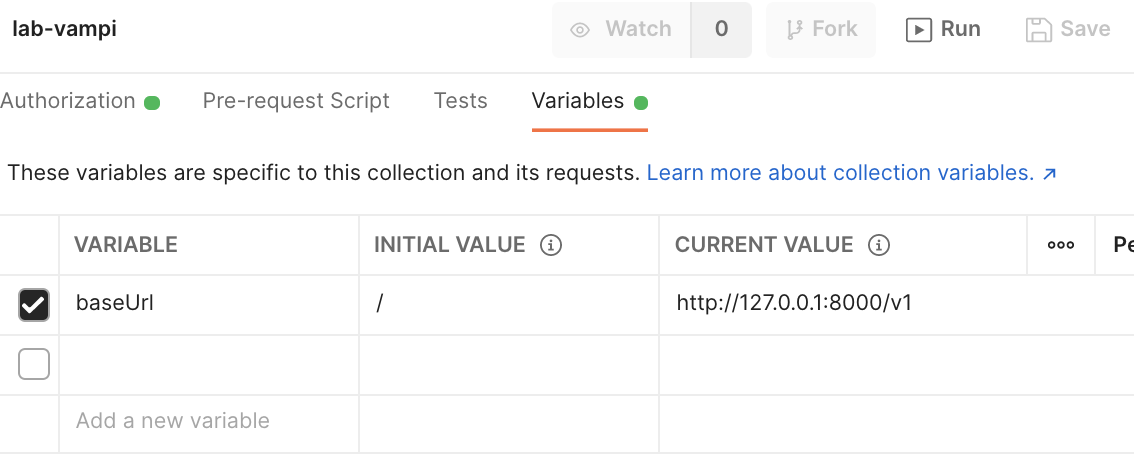 lab-vampi
Watch 0 Fork Run Save
Authorization Pre-request Script Tests Variables
These variables are specific to this collection and its requests. Learn more about collection variables. ↗
VARIABLE INITIAL VALUE CURRENT VALUE ooo Pe
baseUrl / http://127.0.0.1:8000/v1
Add a new variable